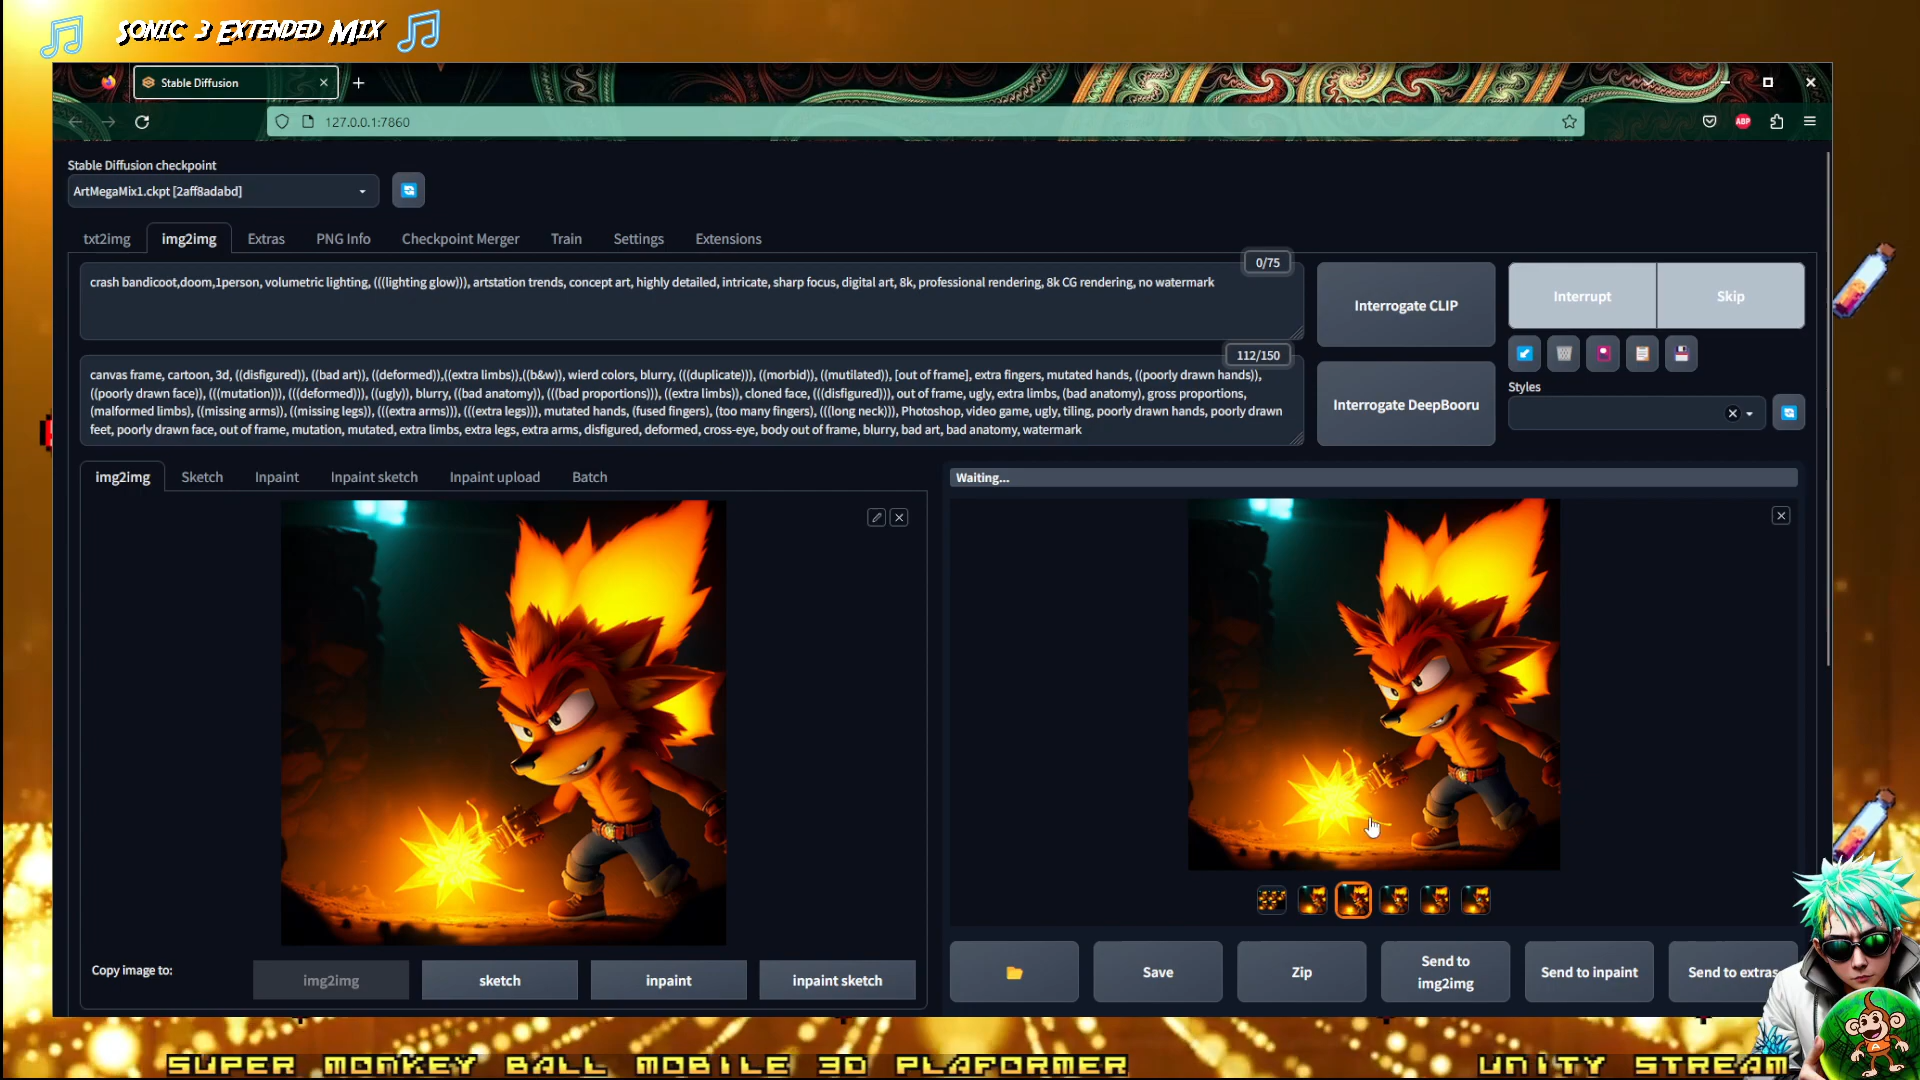 Sonic 3 Extended Mix
Stable Diffusion
127.0.0.1:7860
ABP
Stable Diffusion checkpoint
ArtMegaMix1.ckpt [2aff8adabd]
txt2img img2img Extras PNG Info Checkpoint Merger Train Settings Extensions
0/75
crash bandicoot,doom,1person, volumetric lighting, (((lighting glow))), artstation trends, concept art, highly detailed, intricate, sharp focus, digital art, 8k, professional rendering, 8k CG rendering, no watermark
Interrogate CLIP
Interrupt
Skip
112/150
canvas frame, cartoon, 3d, ((disfigured)), ((bad art)), ((deformed)),((extra limbs)),((b&w)), wierd colors, blurry, (((duplicate))), ((morbid)), ((mutilated)), [out of frame], extra fingers, mutated hands, ((poorly drawn hands)),
((poorly drawn face)), (((mutation))), (((deformed))), ((ugly)), blurry, ((bad anatomy)), (((bad proportions))), ((extra limbs)), cloned face, (((disfigured))), out of frame, ugly, extra limbs, (bad anatomy), gross proportions,
(malformed limbs), ((missing arms)), ((missing legs)), (((extra arms))), (((extra legs))), mutated hands, (fused fingers), (too many fingers), (((long neck))), Photoshop, video game, ugly, tiling, poorly drawn hands, poorly drawn
feet, poorly drawn face, out of frame, mutation, mutated, extra limbs, extra legs, extra arms, disfigured, deformed, cross-eye, body out of frame, blurry, bad art, bad anatomy, watermark
Interrogate DeepBooru
Styles
img2img Sketch Inpaint Inpaint sketch Inpaint upload Batch
Waiting...
Copy image to:
img2img
sketch
inpaint
inpaint sketch
Save
Zip
Send to
img2img
Send to inpaint
Send to extras
SUPER MONKEY BALL MOBILE 3D PLAFORMER
UNITY STREAM